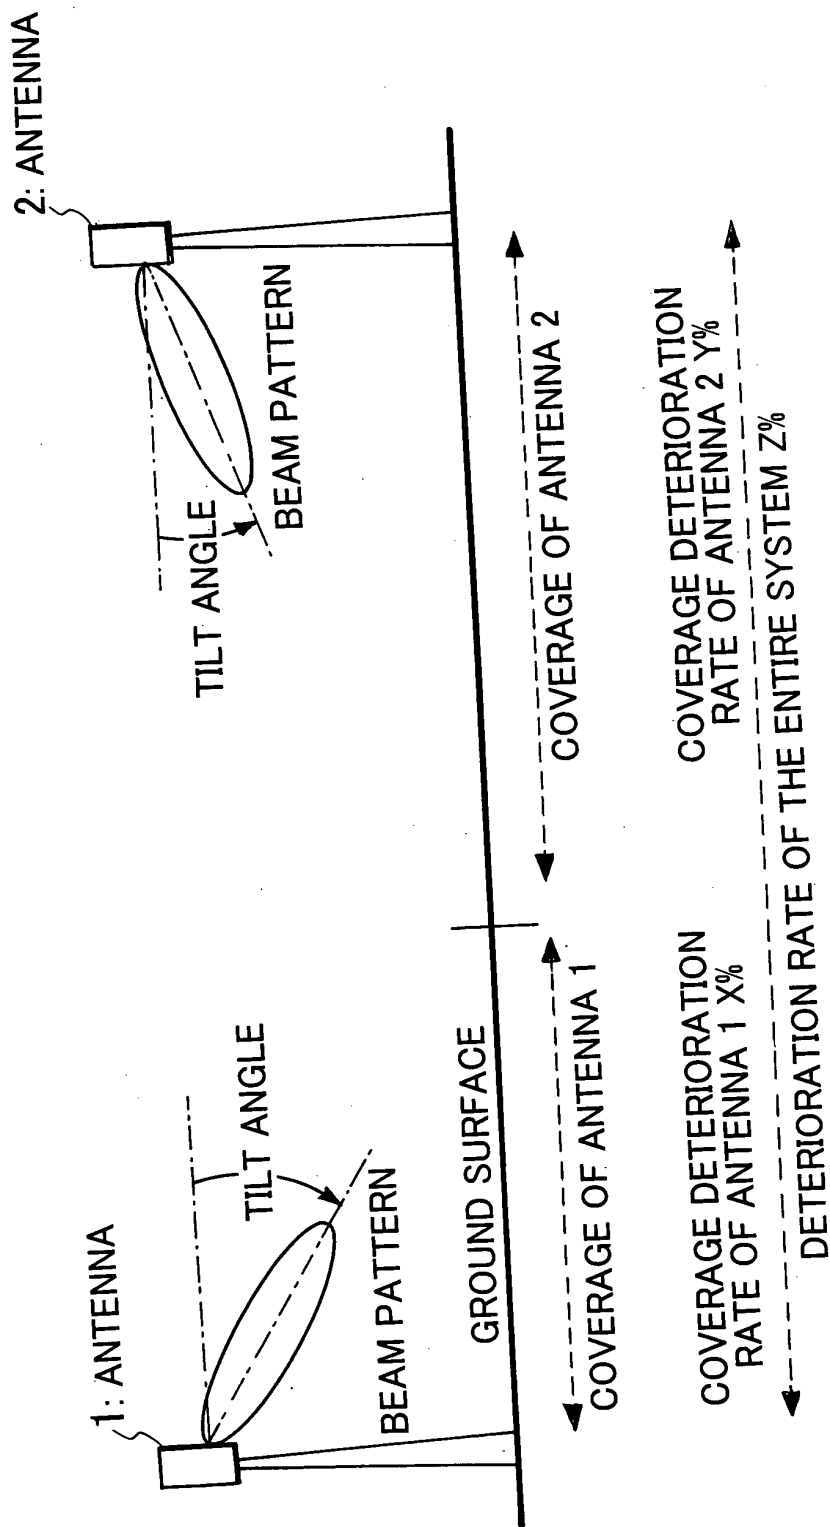 1: ANTENNA
TILT ANGLE
BEAM PATTERN
2: ANTENNA
TILT ANGLE
BEAM PATTERN
GROUND SURFACE
COVERAGE OF ANTENNA 1
COVERAGE OF ANTENNA 2
COVERAGE DETERIORATION
RATE OF ANTENNA 1 X%
COVERAGE DETERIORATION
RATE OF ANTENNA 2 Y%
DETERIORATION RATE OF THE ENTIRE SYSTEM Z%